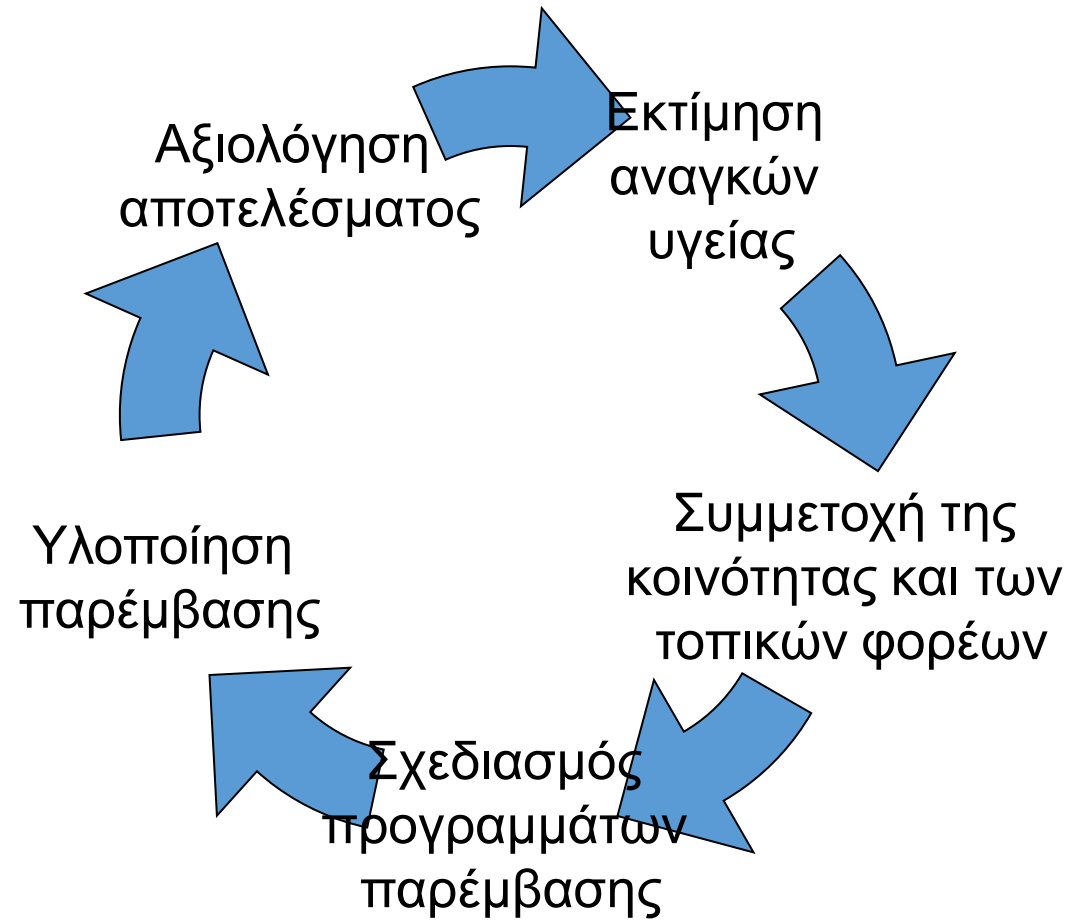 Εκτίμηση
αναγκών
υγείας
Συμμετοχή της
κοινότητας και των
τοπικών φορέων
Σχεδιασμός
προγραμμάτων
παρέμβασης
Υλοποίηση
παρέμβασης
Αξιολόγηση
αποτελέσματος